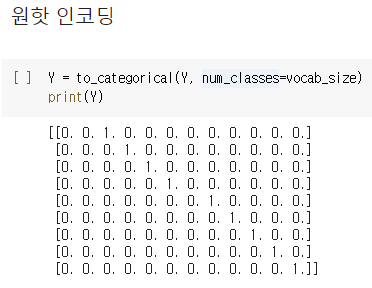 원핫 인코딩
[ ] Y = to_categorical(Y, num_classes=vocab_size)
print(Y)
[[0. 0. 1. 0. 0. 0. 0. 0. 0. 0. 0. 0.]
[0. 0. 0. 1. 0. 0. 0. 0. 0. 0. 0. 0.]
[0. 0. 0. 0. 1. 0. 0. 0. 0. 0. 0. 0.]
[0. 0. 0. 0. 0. 1. 0. 0. 0. 0. 0. 0.]
[0. 0. 0. 0. 0. 0. 0. 1. 0. 0. 0. 0.]
[0. 0. 0. 0. 0. 0. 0. 0. 1. 0. 0. 0.]
[0. 0. 0. 0. 0. 0. 0. 0. 0. 1. 0. 0.]
[0. 0. 0. 0. 0. 0. 0. 0. 0. 0. 1. 0.]
[0. 0. 0. 0. 0. 0. 0. 0. 0. 0. 0. 1.]]